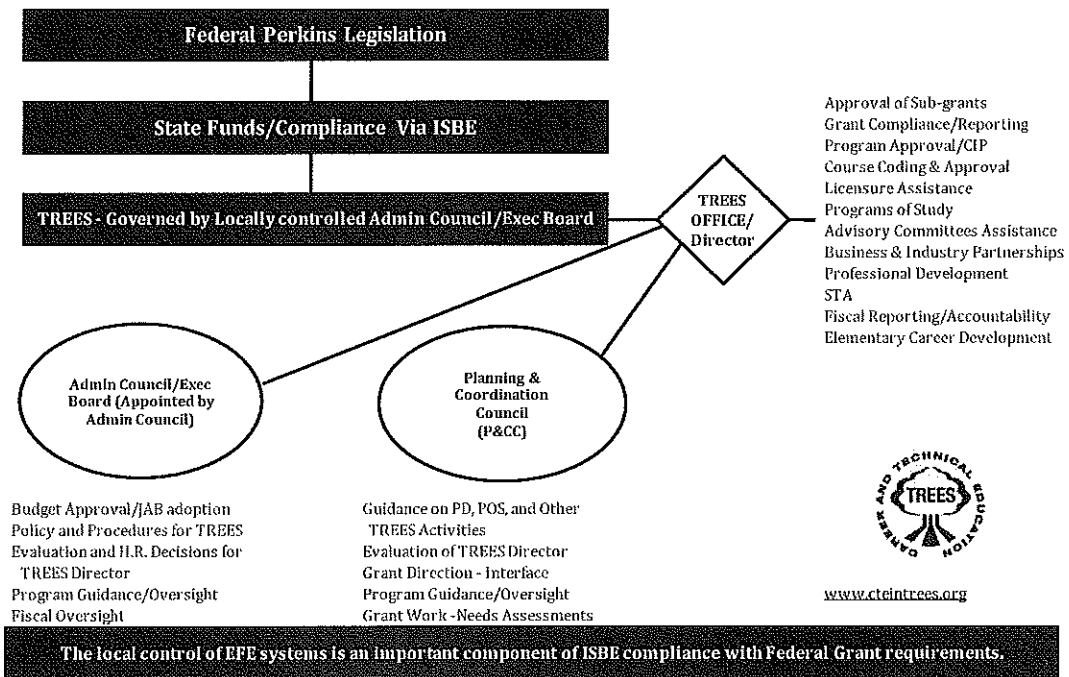 Federal Perkins Legislation
State Funds/Compliance Via ISBE
TREES - Governed by Locally controlled Admin Council/Exec Board
TREES
OFFICE/
Director
Approval of Sub-grants
Grant Compliance/Reporting
Program Approval/CIP
Course Coding & Approval
Licensure Assistance
Programs of Study
Advisory Committees Assistance
Business & Industry Partnerships
Professional Development
STA
Fiscal Reporting/Accountability
Elementary Career Development
Admin Council/Exec
Board (Appointed by
Admin Council)
Planning &
Coordination
Council
(P&CC)
Budget Approval/JAB adoption
Policy and Procedures for TREES
Evaluation and H.R. Decisions for
TREES Director
Program Guidance/Oversight
Fiscal Oversight
Guidance on PD, POS, and Other
TREES Activities
Evaluation of TREES Director
Grant Direction - Interface
Program Guidance/Oversight
Grant Work -Needs Assessments
CAREER AND TECHNICAL EDUCATION
TREES
www.cteintrees.org
The local control of EFE systems is an important component of ISBE compliance with Federal Grant requirements.